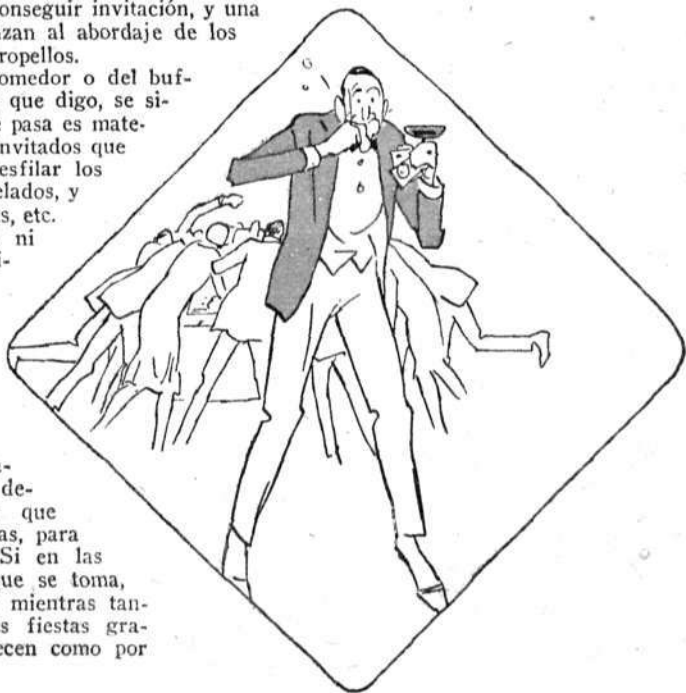 onseguir invitación, y una
nzan al abordaje de los
ropellos.
omedor o del buf-
que digo, se si-
e pasa es mate-
nvitados que
esfilar los
elados, y
s, etc.
ni
i-
de-
que
as, para
Si en las
ue se toma,
mientras tan-
s fiestas gra-
ecen como por